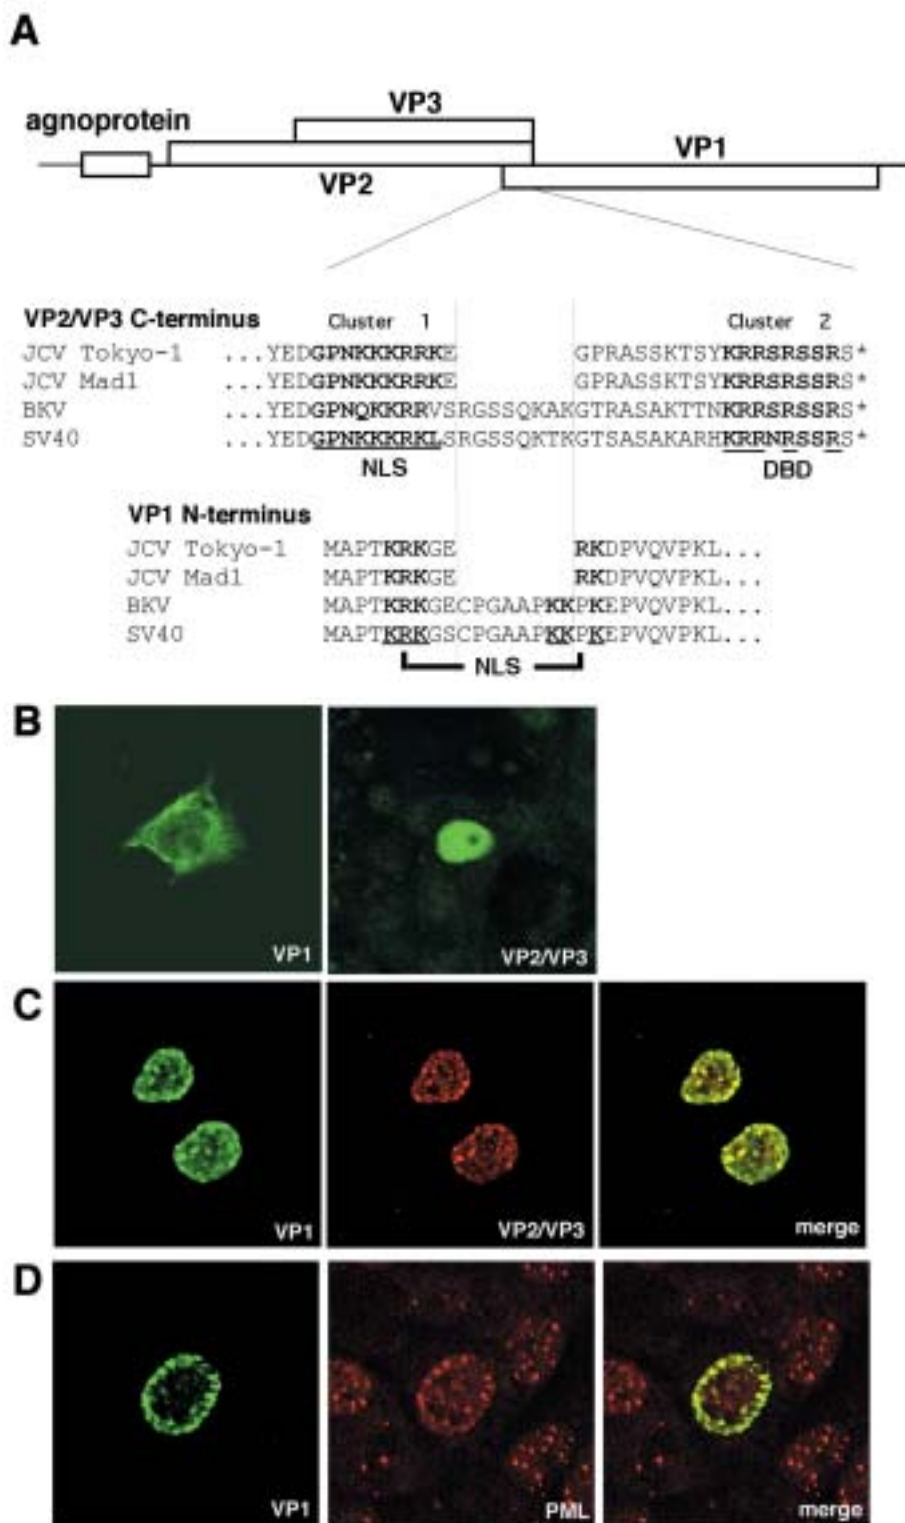 A
agnoprotein
VP3
VP1
VP2
VP2/VP3 C-terminus
Cluster 1
Cluster 2
JCV Tokyo-1 ...YEDGPNKKKRRKE GPRASSKTSYKRRSRSSRS*
JCV Mad1 ...YEDGPNKKKRRKE GPRASSKTSYKRRSRSSRS*
BKV ...YEDGPNQKKRRVSRGSSQKAKGTRASAKTTNKRRSRSSRS*
SV40 ...YEDGPNKKKRKLSRGSSQKTKGTSASAKARHKRRNRSSRS*
NLS
DBD
VP1 N-terminus
JCV Tokyo-1 MAPTKRKGE RKDPVQVPKL...
JCV Mad1 MAPTKRKGE RKDPVQVPKL...
BKV MAPTKRKGECPGAAPKKPKEPVQVPKL...
SV40 MAPTKRKGSCPGAAPKKPKEPVQVPKL...
NLS
B
VP1
VP2/VP3
C
VP1
VP2/VP3
merge
D
VP1
PML
merge